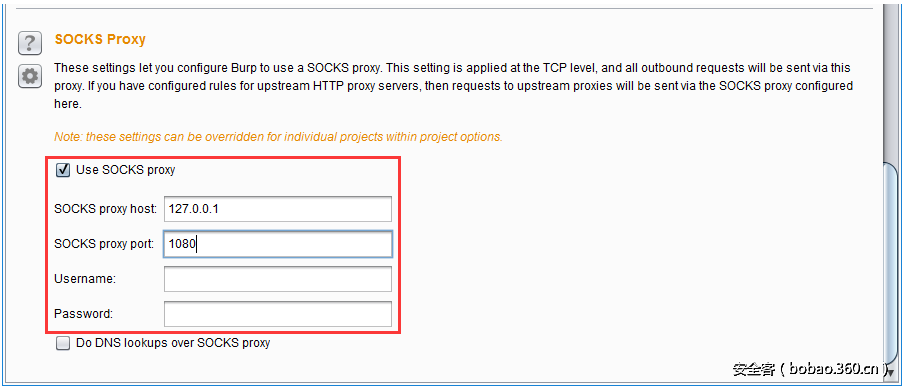 SOCKS Proxy
These settings let you configure Burp to use a SOCKS proxy. This setting is applied at the TCP level, and all outbound requests will be sent via this
proxy. If you have configured rules for upstream HTTP proxy servers, then requests to upstream proxies will be sent via the SOCKS proxy configured
here.
Note: these settings can be overridden for individual projects within project options.
Use SOCKS proxy
SOCKS proxy host: 127.0.0.1
SOCKS proxy port: 1080
Username:
Password:
Do DNS lookups over SOCKS proxy
安全客 ( bobao.360.cn )